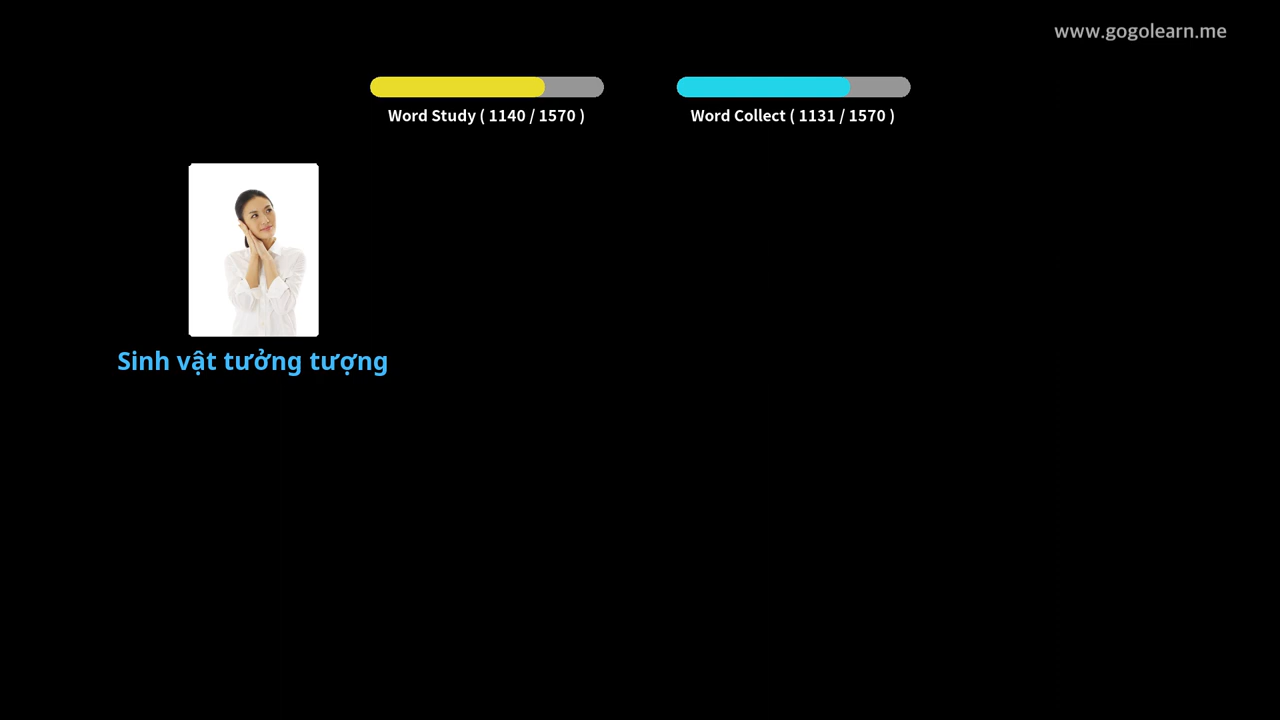 www.gogolearn.me
Word Study ( 1140 / 1570 )
Word Collect ( 1131 / 1570 )
Sinh vật tưởng tượng